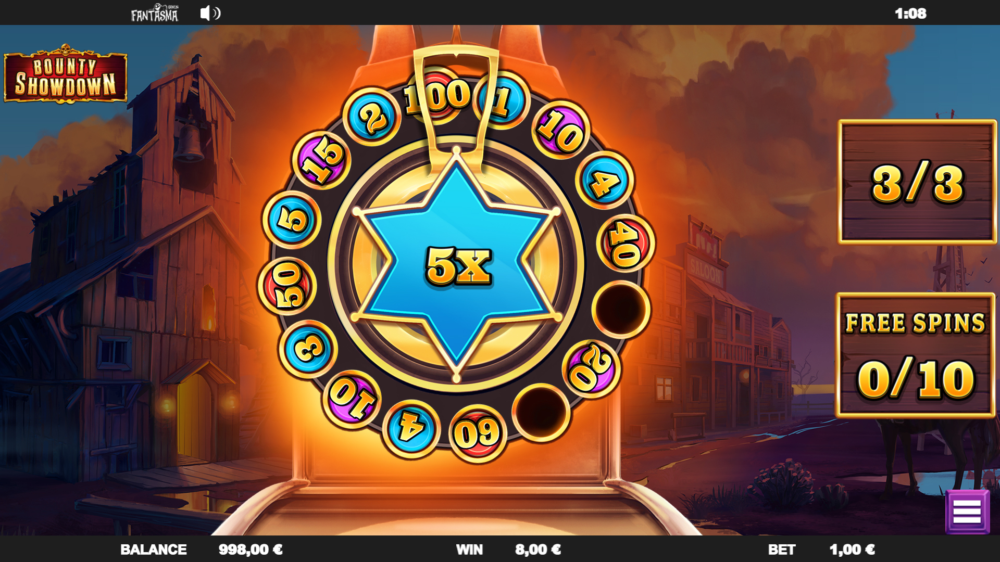 FANTASMA
GAMES
1:08
BOUNTY
SHOWDOWN
100
1
10
4
40
20
60
4
10
3
50
5
15
2
5X
3/3
FREE SPINS
0/10
SALOON
BALANCE 998,00 € WIN 8,00 € BET 1,00 €